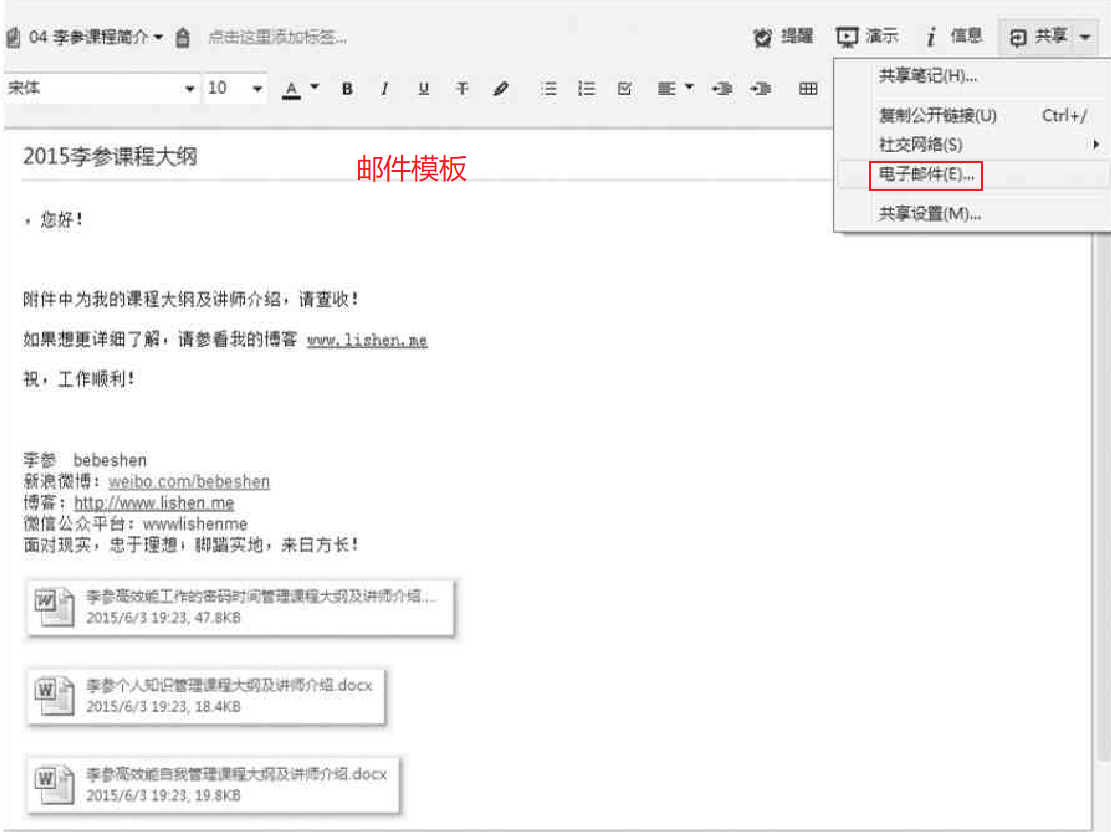 04 李参课程简介
点击这里添加标签...
提醒
演示
i 信息
共享
宋体
10
A
B
I
U
T
共享笔记(H)...
复制公开链接(U) Ctrl+/
社交网络(S)
电子邮件(E)...
共享设置(M)...
2015李参课程大纲
邮件模板
，您好！
附件中为我的课程大纲及讲师介绍，请查收！
如果想更详细了解，请参看我的博客 www.lishen.me
祝，工作顺利！
李参 bebeshen
新浪微博：weibo.com/bebeshen
博客：http://www.lishen.me
微信公众平台：wwwlishenme
面对现实，忠于理想，脚踏实地，来日方长！
李参高效能工作的密码时间管理课程大纲及讲师介绍...
2015/6/3 19:23, 47.8KB
李参个人知识管理课程大纲及讲师介绍.docx
2015/6/3 19:23, 18.4KB
李参高效能自我管理课程大纲及讲师介绍.docx
2015/6/3 19:23, 19.8KB